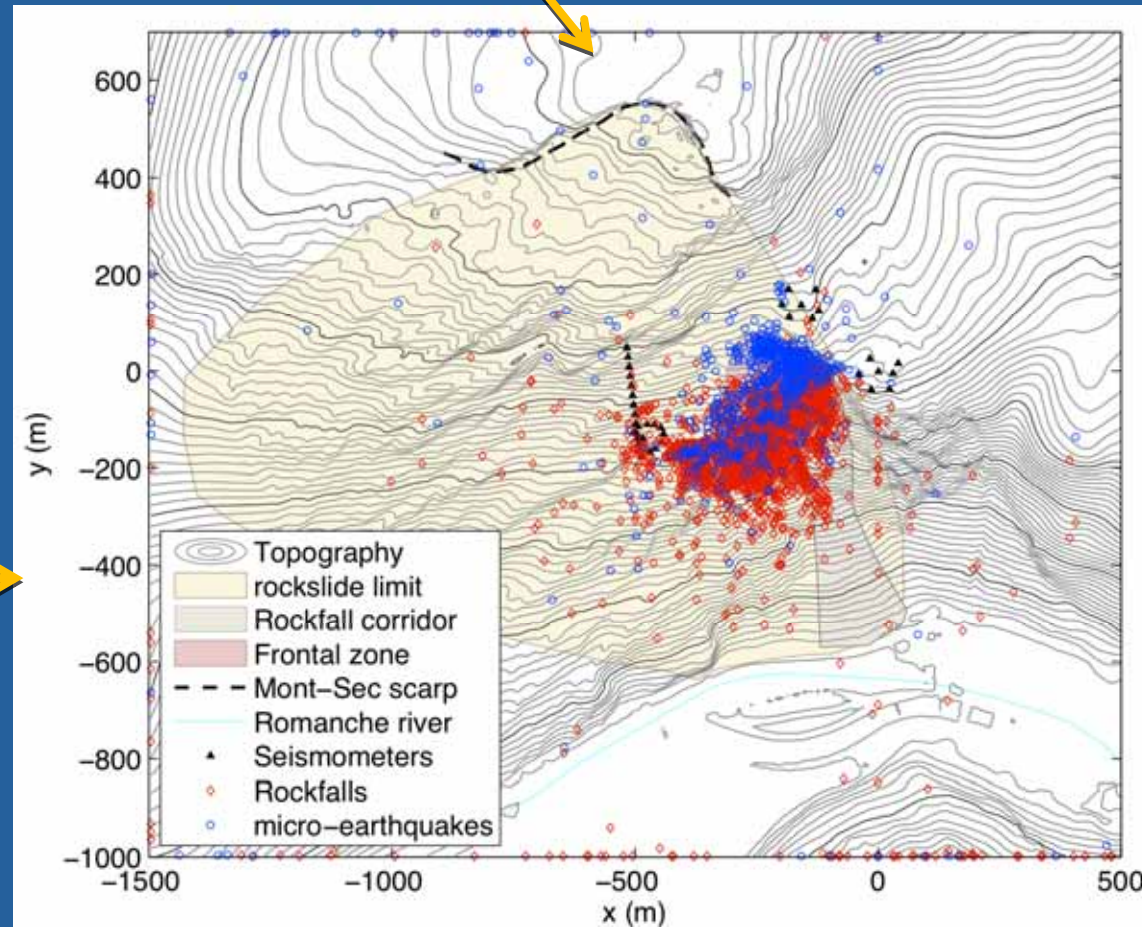 600
400
200
0
−200
−400
−600
−800
−1000
y (m)
Topography
rockslide limit
Rockfall corridor
Frontal zone
Mont−Sec scarp
Romanche river
Seismometers
Rockfalls
micro−earthquakes
−1500
−1000
−500
0
500
x (m)